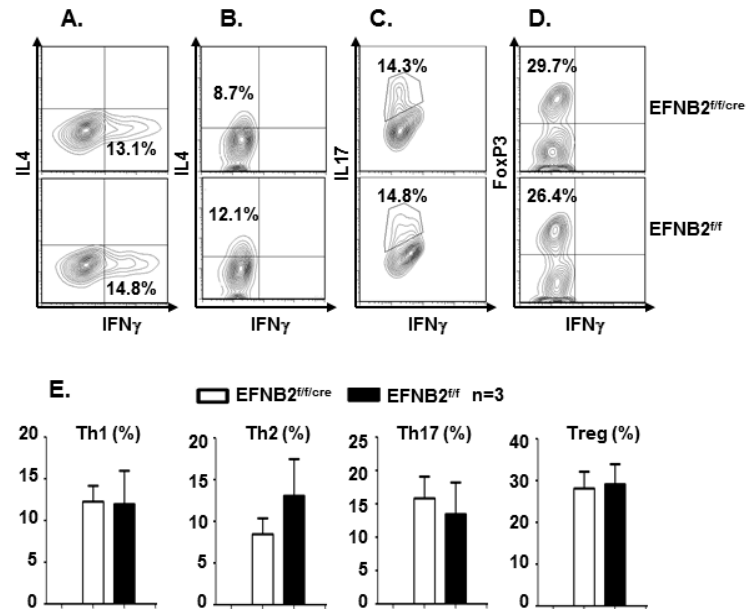 A. B. C. D.
8.7% 14.3% 29.7%
13.1%
EFNB2f/f/cre
IL4 IL4 IL17 FoxP3
12.1% 14.8% 26.4%
14.8%
EFNB2f/f
IFNγ IFNγ IFNγ IFNγ
E.
EFNB2f/f/cre EFNB2f/f n=3
Th1 (%) Th2 (%) Th17 (%) Treg (%)
20 20 25 40
15 15 20 30
10 10 15 20
5 5 10 10
0 0 5 0
0